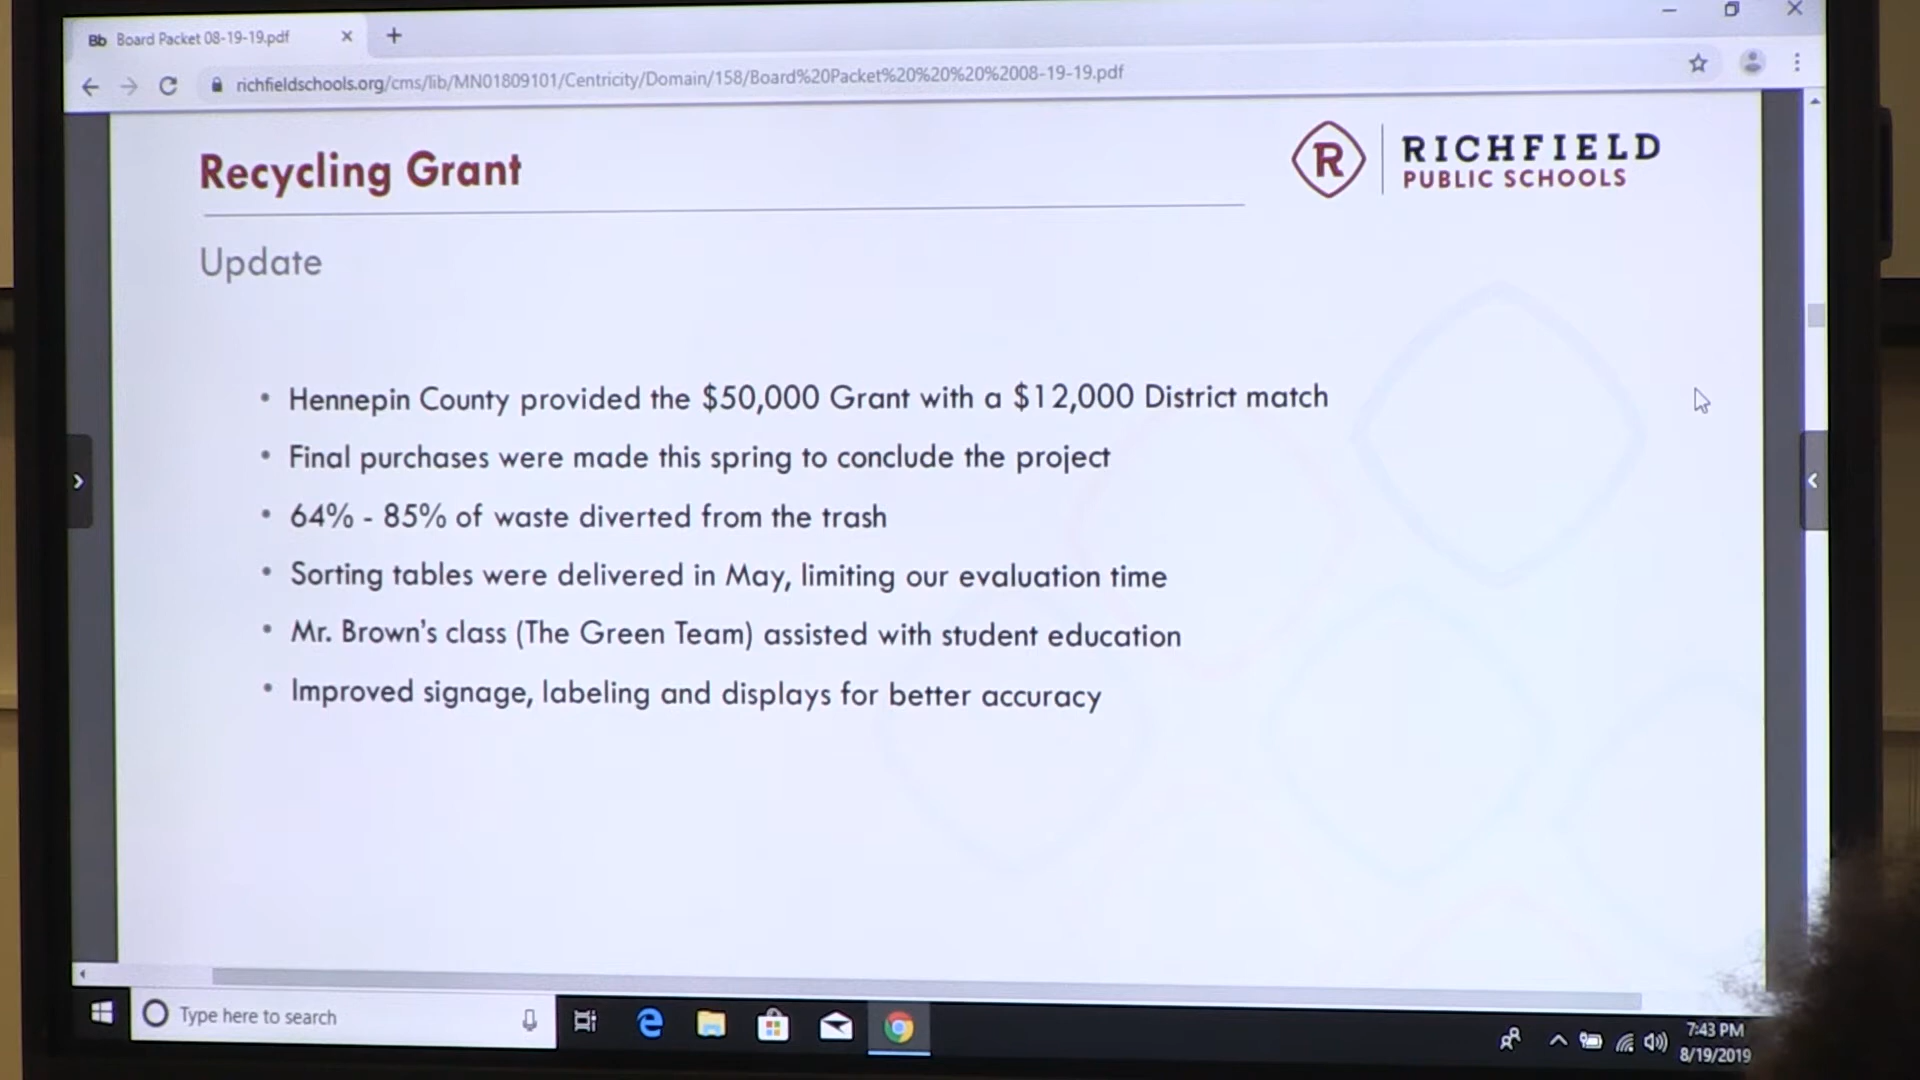 Bb Board Packet 08-19-19.pdf
richfieldschools.org/cms/lib/MN01809101/Centricity/Domain/158/Board%20Packet%20%20%20%2008-19-19.pdf
Recycling Grant
R
RICHFIELD
PUBLIC SCHOOLS
Update
• Hennepin County provided the $50,000 Grant with a $12,000 District match
• Final purchases were made this spring to conclude the project
• 64% - 85% of waste diverted from the trash
• Sorting tables were delivered in May, limiting our evaluation time
• Mr. Brown's class (The Green Team) assisted with student education
• Improved signage, labeling and displays for better accuracy
Type here to search
7:43 PM
8/19/2019